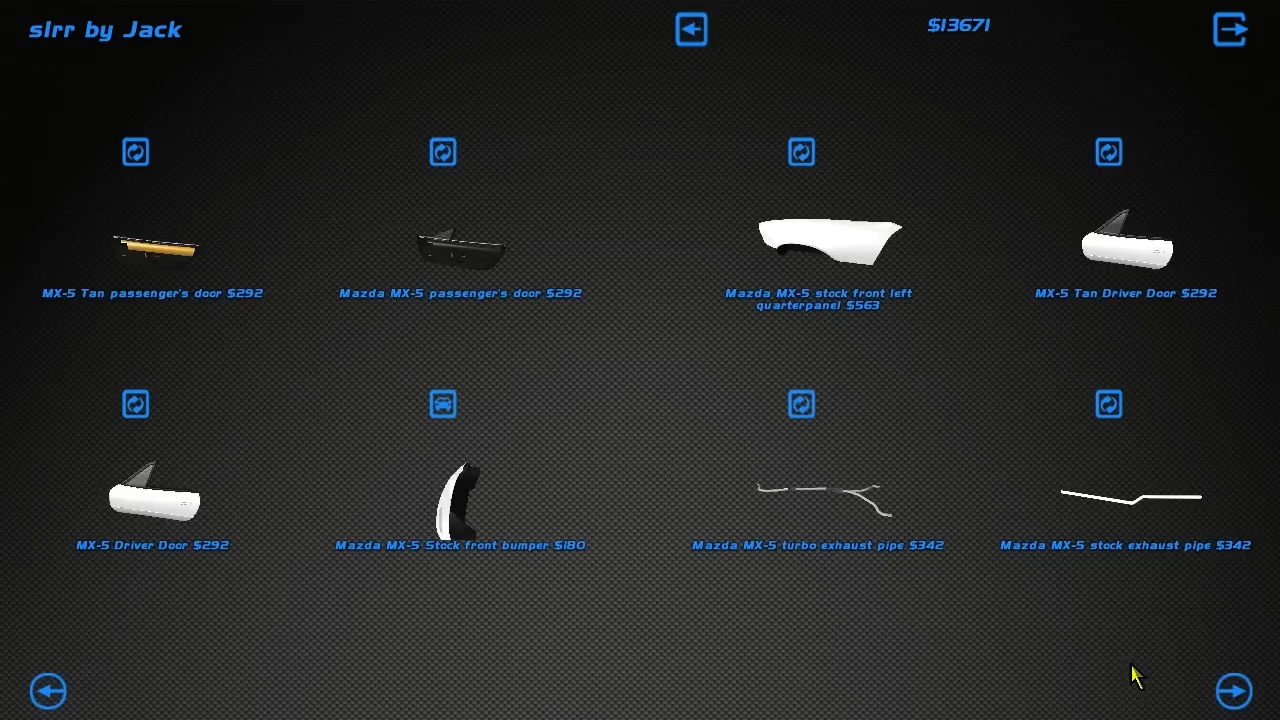 slrr by Jack
$13671
MX-5 Tan passenger's door $292
Mazda MX-5 passenger's door $292
Mazda MX-5 stock front left
quarterpanel $563
MX-5 Tan Driver Door $292
MX-5 Driver Door $292
Mazda MX-5 Stock front bumper $180
Mazda MX-5 turbo exhaust pipe $342
Mazda MX-5 stock exhaust pipe $342